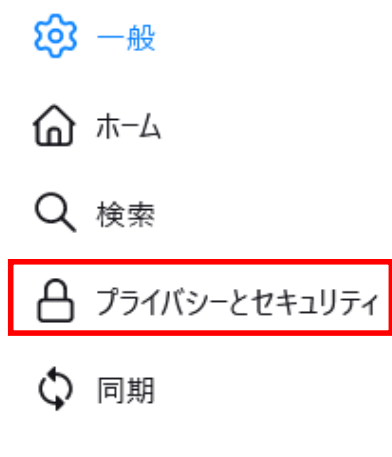 一般
ホーム
検索
プライバシーとセキュリティ
同期